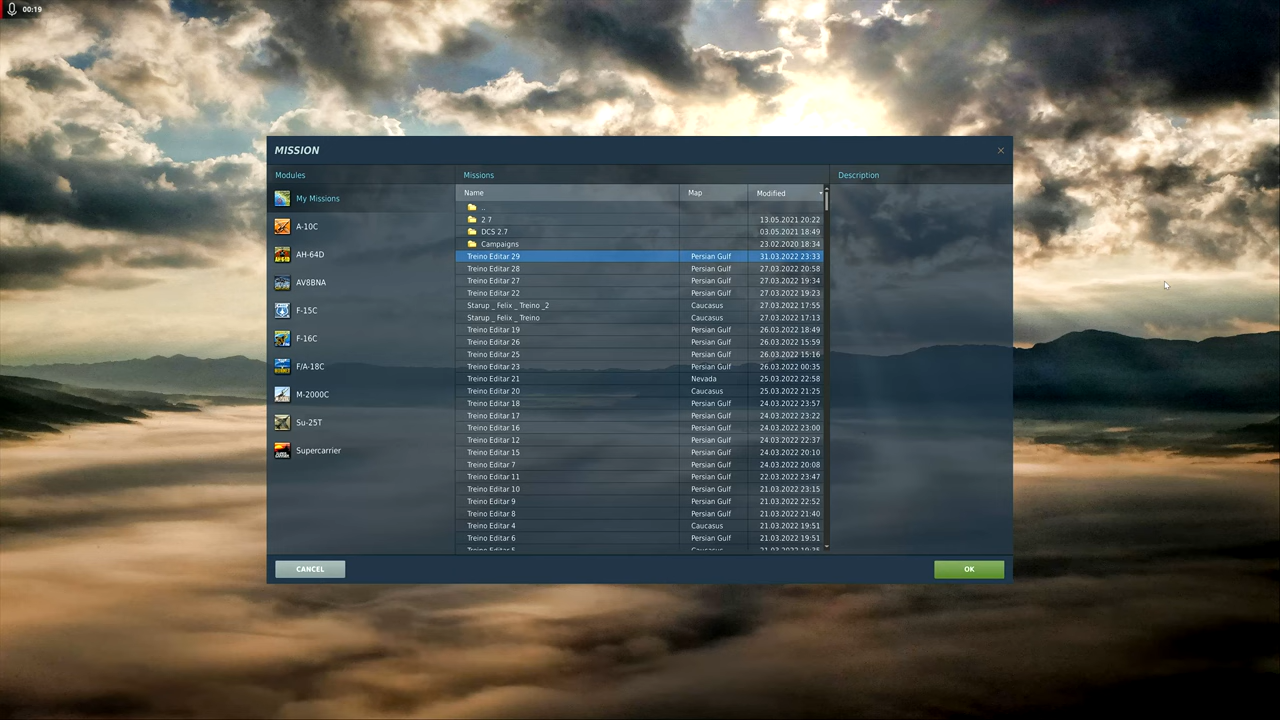 00:19
MISSION
Modules
Missions
Description
My Missions
A-10C
AH-64D
AV8BNA
F-15C
F-16C
F/A-18C
M-2000C
Su-25T
Supercarrier
Name Map Modified
..
2 7 13.05.2021 20:22
DCS 2.7 03.05.2021 18:49
Campaigns 23.02.2020 18:34
Treino Editar 29 Persian Gulf 31.03.2022 23:33
Treino Editar 28 Persian Gulf 27.03.2022 20:58
Treino Editar 27 Persian Gulf 27.03.2022 19:34
Treino Editar 22 Persian Gulf 27.03.2022 19:23
Starup _ Felix _ Treino _2 Caucasus 27.03.2022 17:55
Starup _ Felix _ Treino Caucasus 27.03.2022 17:13
Treino Editar 19 Persian Gulf 26.03.2022 18:49
Treino Editar 26 Persian Gulf 26.03.2022 15:59
Treino Editar 25 Persian Gulf 26.03.2022 15:16
Treino Editar 23 Persian Gulf 26.03.2022 00:35
Treino Editar 21 Nevada 25.03.2022 22:58
Treino Editar 20 Caucasus 25.03.2022 21:25
Treino Editar 18 Persian Gulf 24.03.2022 23:57
Treino Editar 17 Persian Gulf 24.03.2022 23:22
Treino Editar 16 Persian Gulf 24.03.2022 23:00
Treino Editar 12 Persian Gulf 24.03.2022 22:37
Treino Editar 15 Persian Gulf 24.03.2022 20:10
Treino Editar 7 Persian Gulf 24.03.2022 20:08
Treino Editar 11 Persian Gulf 22.03.2022 23:47
Treino Editar 10 Persian Gulf 21.03.2022 23:15
Treino Editar 9 Persian Gulf 21.03.2022 22:52
Treino Editar 8 Persian Gulf 21.03.2022 21:40
Treino Editar 4 Caucasus 21.03.2022 19:51
Treino Editar 6 Persian Gulf 21.03.2022 19:51
Treino Editar 5 Caucasus 21.03.2022 19:35
CANCEL
OK